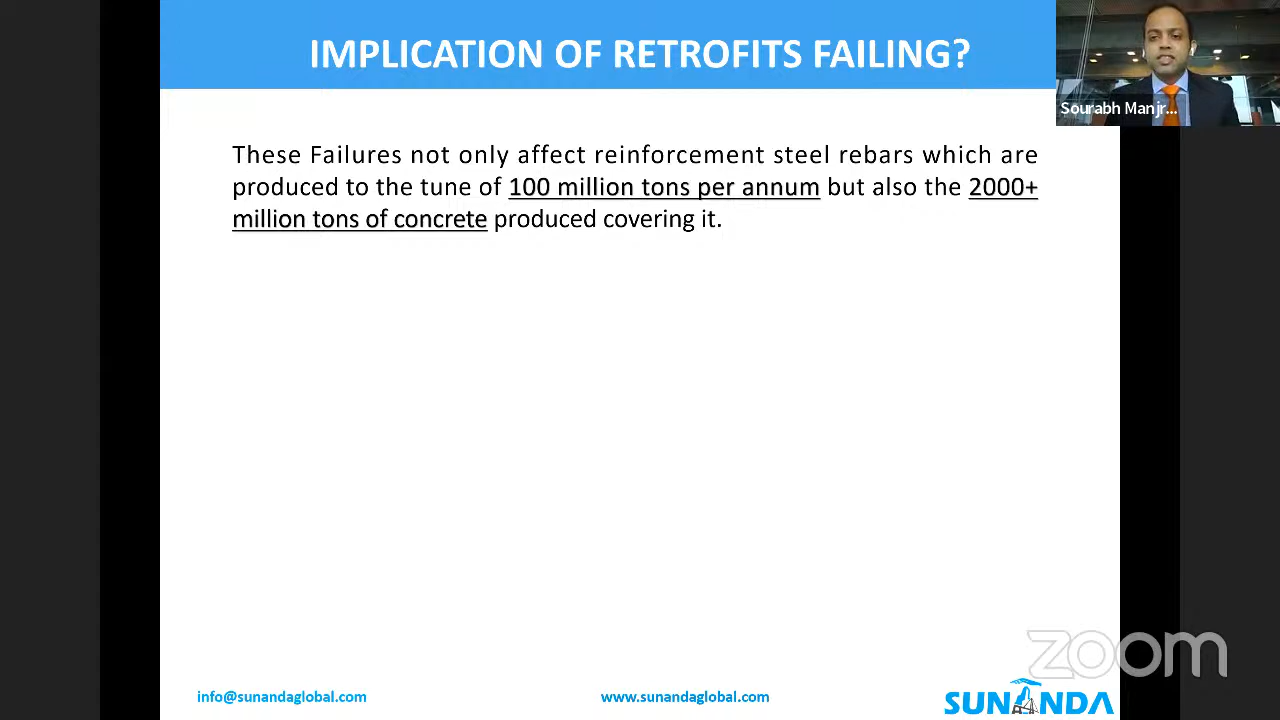 IMPLICATION OF RETROFITS FAILING?
Sourabh Manjr...
These Failures not only affect reinforcement steel rebars which are
produced to the tune of 100 million tons per annum but also the 2000+
million tons of concrete produced covering it.
zoom
info@sunandaglobal.com
www.sunandaglobal.com
SUNANDA